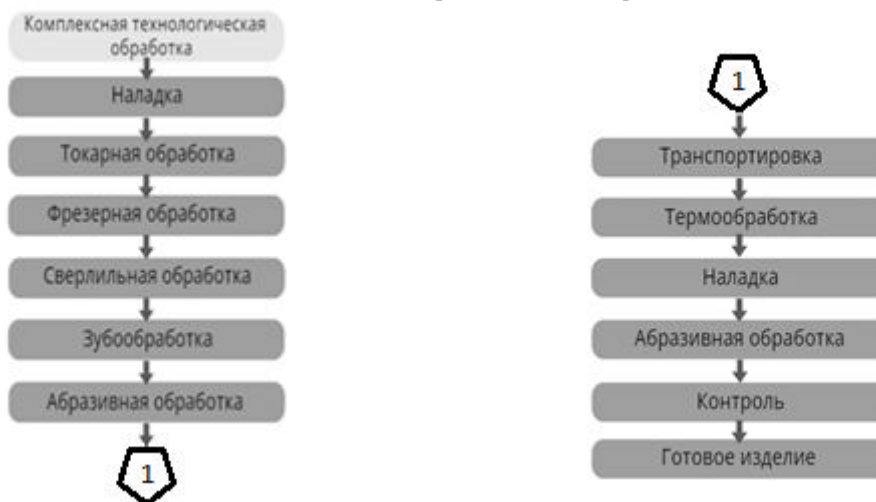 Комплексная технологическая
обработка
Наладка
Токарная обработка
Фрезерная обработка
Сверлильная обработка
Зубообработка
Абразивная обработка
1
1
Транспортировка
Термообработка
Наладка
Абразивная обработка
Контроль
Готовое изделие